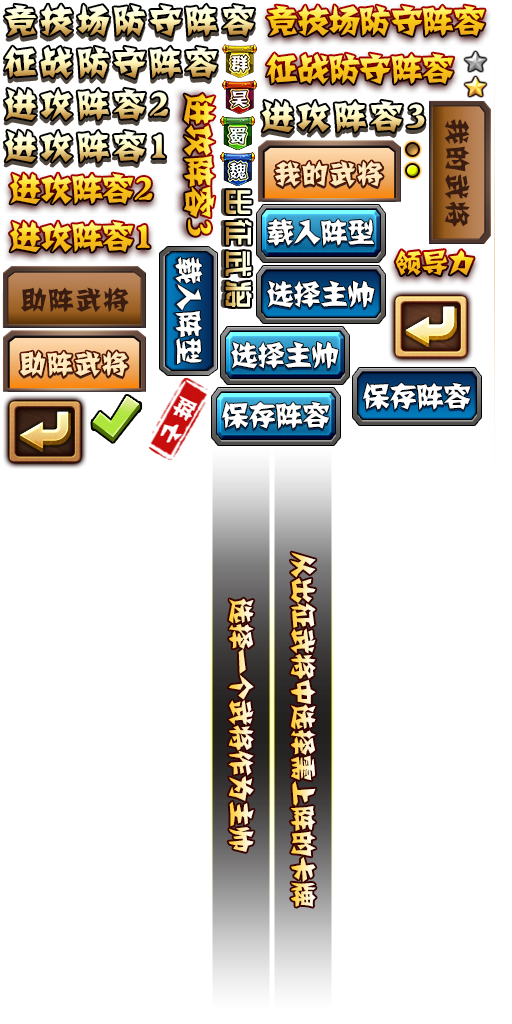 竞技场防守阵容
竞技场防守阵容
征战防守阵容
群
征战防守阵容
吴
进攻阵容2
进攻阵容3
进攻阵容3
我的武将
蜀
进攻阵容1
魏
我的武将
进攻阵容2
出征武将
载入阵型
进攻阵容1
载入阵型
领导力
助阵武将
选择主帅
助阵武将
选择主帅
保存阵容
上阵
保存阵容
从出征武将中选择需上阵的卡牌
选择一个武将作为主帅